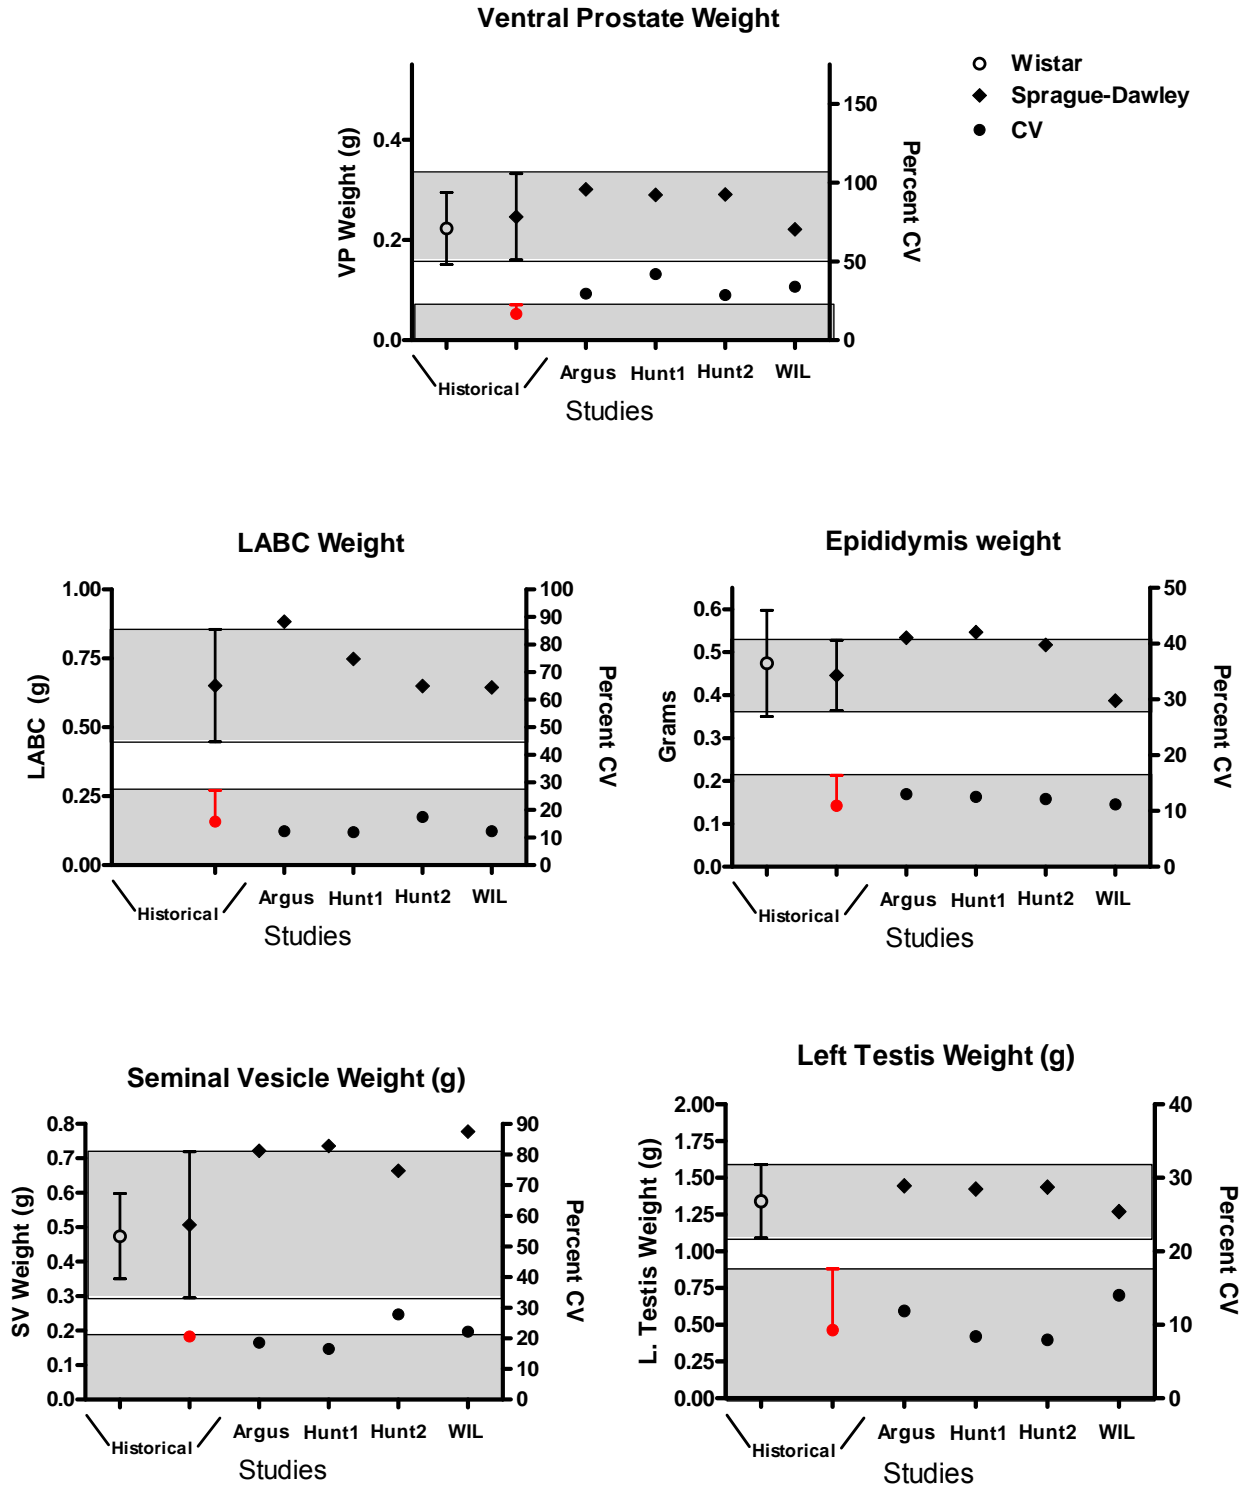 Ventral Prostate Weight
Wistar
Sprague-Dawley
CV
VP Weight (g)
0.4
0.2
0.0
150
100
50
0
Percent CV
Historical
Argus Hunt1 Hunt2 WIL
Studies
LABC Weight
LABC (g)
1.00
0.75
0.50
0.25
0.00
100
90
80
70
60
50
40
30
20
10
0
Percent CV
Historical
Argus Hunt1 Hunt2 WIL
Studies
Epididymis weight
Grams
0.6
0.5
0.4
0.3
0.2
0.1
0.0
50
40
30
20
10
0
Percent CV
Historical
Argus Hunt1 Hunt2 WIL
Studies
Seminal Vesicle Weight (g)
SV Weight (g)
0.8
0.7
0.6
0.5
0.4
0.3
0.2
0.1
0.0
90
80
70
60
50
40
30
20
10
0
Percent CV
Historical
Argus Hunt1 Hunt2 WIL
Studies
Left Testis Weight (g)
L. Testis Weight (g)
2.00
1.75
1.50
1.25
1.00
0.75
0.50
0.25
0.00
40
30
20
10
0
Percent CV
Historical
Argus Hunt1 Hunt2 WIL
Studies